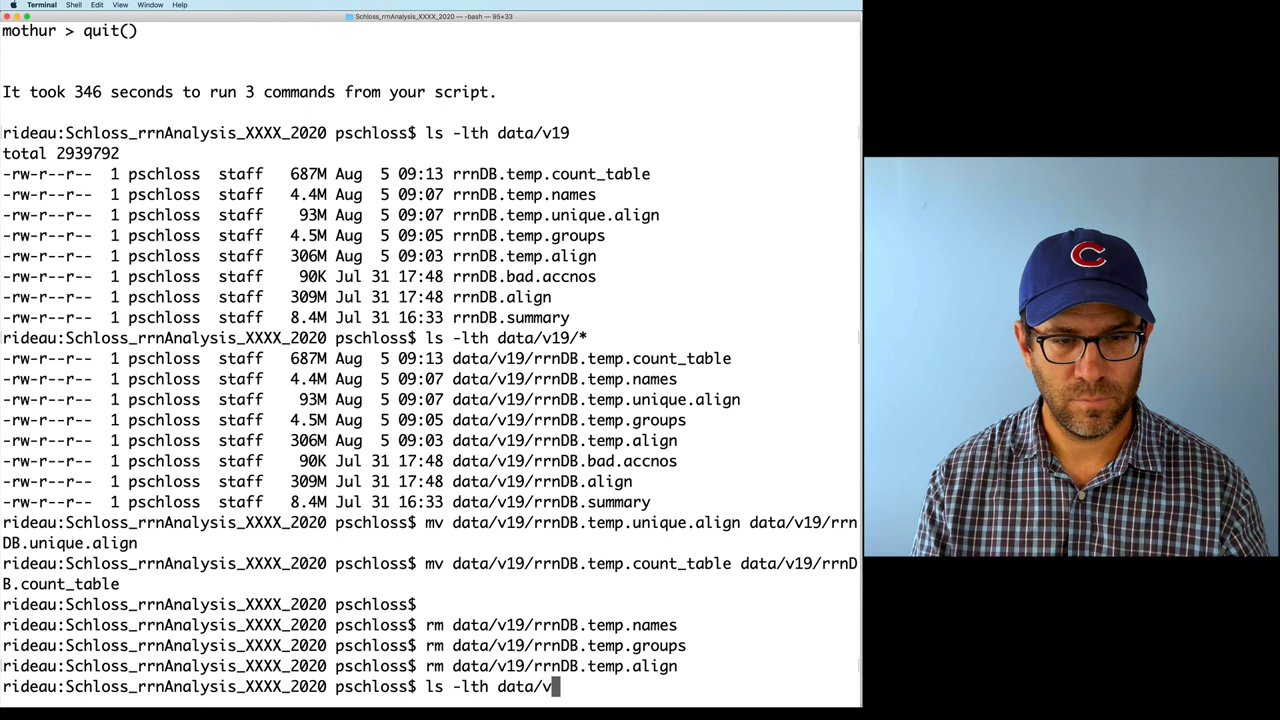 Terminal Shell Edit View Window Help
Schloss_rrnAnalysis_XXXX_2020 — -bash — 95×33
mothur > quit()
It took 346 seconds to run 3 commands from your script.
rideau:Schloss_rrnAnalysis_XXXX_2020 pschloss$ ls -lth data/v19
total 2939792
-rw-r--r-- 1 pschloss staff 687M Aug 5 09:13 rrnDB.temp.count_table
-rw-r--r-- 1 pschloss staff 4.4M Aug 5 09:07 rrnDB.temp.names
-rw-r--r-- 1 pschloss staff 93M Aug 5 09:07 rrnDB.temp.unique.align
-rw-r--r-- 1 pschloss staff 4.5M Aug 5 09:05 rrnDB.temp.groups
-rw-r--r-- 1 pschloss staff 306M Aug 5 09:03 rrnDB.temp.align
-rw-r--r-- 1 pschloss staff 90K Jul 31 17:48 rrnDB.bad.accnos
-rw-r--r-- 1 pschloss staff 309M Jul 31 17:48 rrnDB.align
-rw-r--r-- 1 pschloss staff 8.4M Jul 31 16:33 rrnDB.summary
rideau:Schloss_rrnAnalysis_XXXX_2020 pschloss$ ls -lth data/v19/*
-rw-r--r-- 1 pschloss staff 687M Aug 5 09:13 data/v19/rrnDB.temp.count_table
-rw-r--r-- 1 pschloss staff 4.4M Aug 5 09:07 data/v19/rrnDB.temp.names
-rw-r--r-- 1 pschloss staff 93M Aug 5 09:07 data/v19/rrnDB.temp.unique.align
-rw-r--r-- 1 pschloss staff 4.5M Aug 5 09:05 data/v19/rrnDB.temp.groups
-rw-r--r-- 1 pschloss staff 306M Aug 5 09:03 data/v19/rrnDB.temp.align
-rw-r--r-- 1 pschloss staff 90K Jul 31 17:48 data/v19/rrnDB.bad.accnos
-rw-r--r-- 1 pschloss staff 309M Jul 31 17:48 data/v19/rrnDB.align
-rw-r--r-- 1 pschloss staff 8.4M Jul 31 16:33 data/v19/rrnDB.summary
rideau:Schloss_rrnAnalysis_XXXX_2020 pschloss$ mv data/v19/rrnDB.temp.unique.align data/v19/rrn
DB.unique.align
rideau:Schloss_rrnAnalysis_XXXX_2020 pschloss$ mv data/v19/rrnDB.temp.count_table data/v19/rrnD
B.count_table
rideau:Schloss_rrnAnalysis_XXXX_2020 pschloss$
rideau:Schloss_rrnAnalysis_XXXX_2020 pschloss$ rm data/v19/rrnDB.temp.names
rideau:Schloss_rrnAnalysis_XXXX_2020 pschloss$ rm data/v19/rrnDB.temp.groups
rideau:Schloss_rrnAnalysis_XXXX_2020 pschloss$ rm data/v19/rrnDB.temp.align
rideau:Schloss_rrnAnalysis_XXXX_2020 pschloss$ ls -lth data/v
C